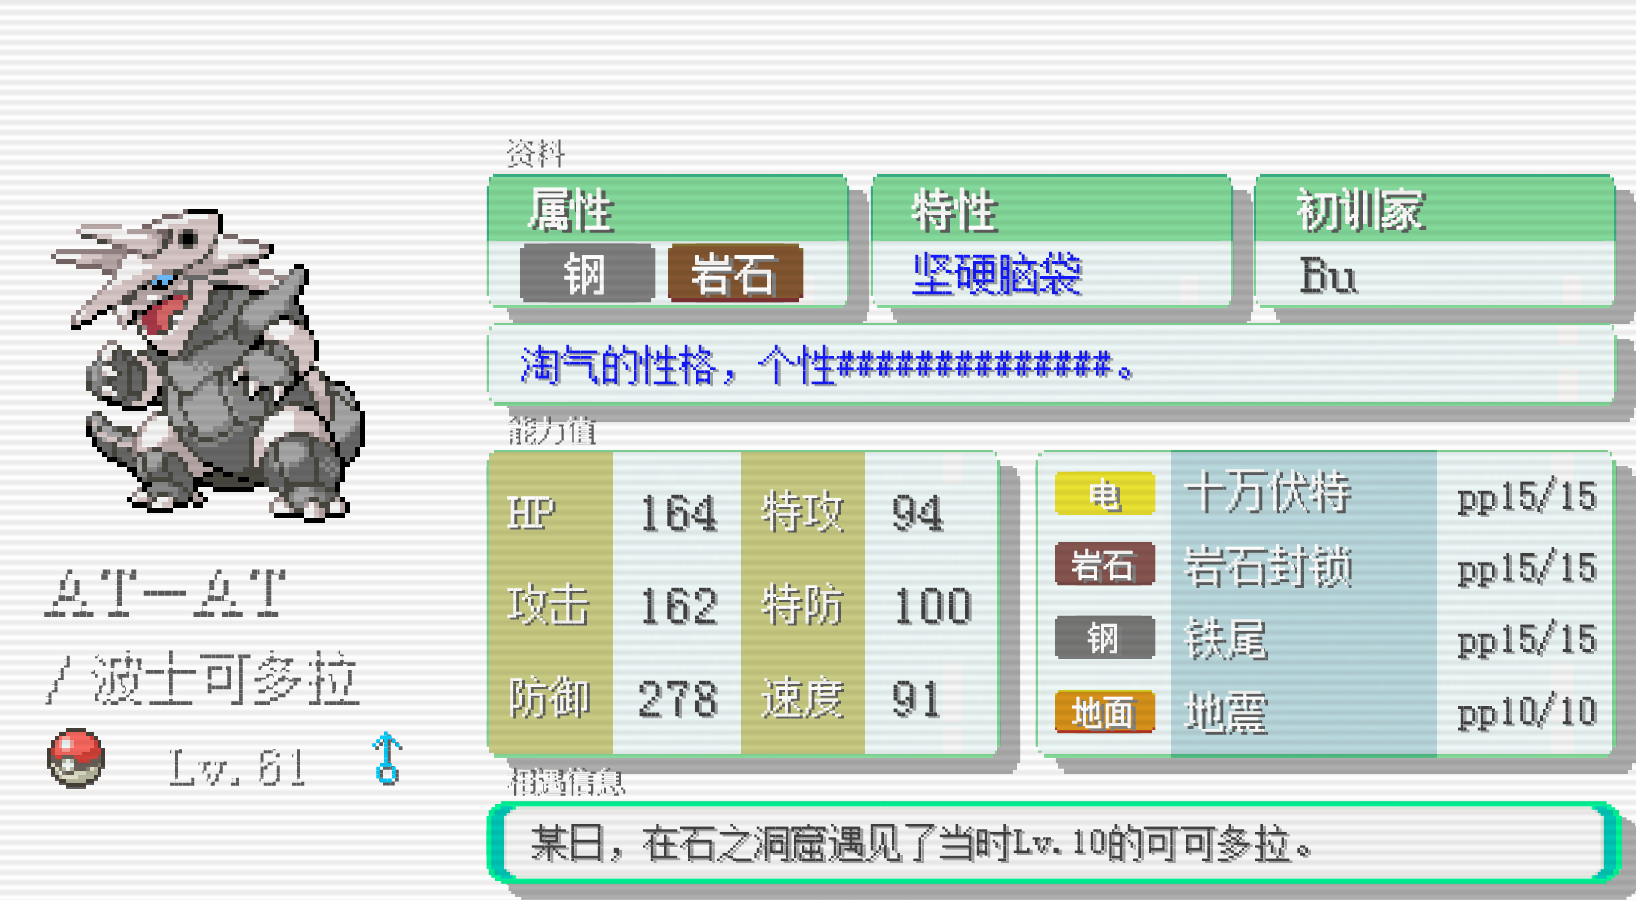 资料
属性 特性 初训家
钢 岩石 坚硬脑袋 Bu
淘气的性格，个性##############。
能力值
HP 164 特攻 94
攻击 162 特防 100
防御 278 速度 91
电 十万伏特 pp15/15
岩石 岩石封锁 pp15/15
钢 铁尾 pp15/15
地面 地震 pp10/10
AT-AT
/波士可多拉
Lv.61 ♂
相遇信息
某日，在石之洞窟遇见了当时Lv.10的可可多拉。